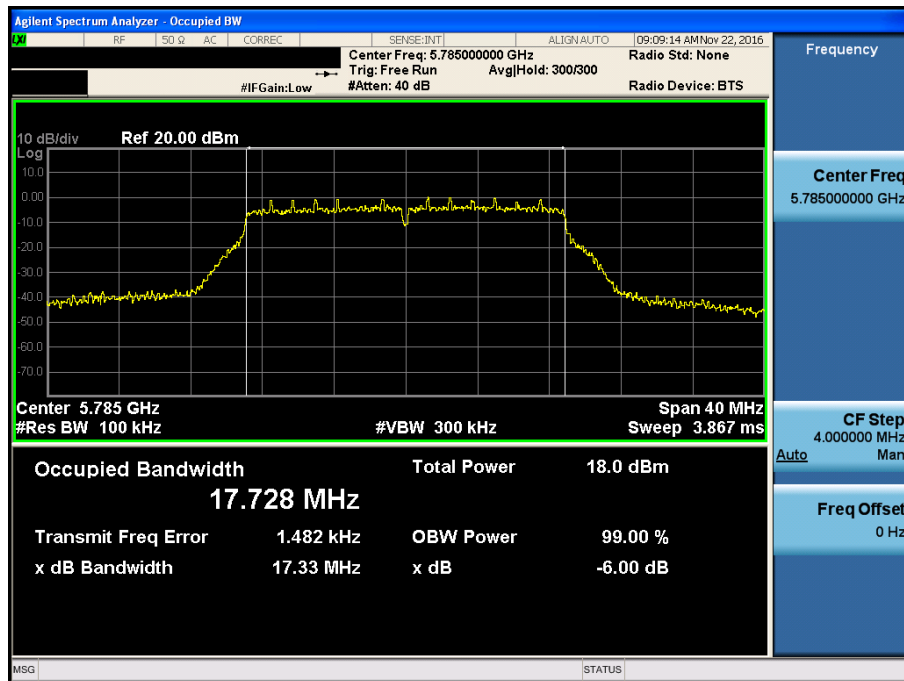 Agilent Spectrum Analyzer - Occupied BW
LXI RF 50 Ω AC CORREC SENSE:INT ALIGN AUTO 09:09:14 AM Nov 22, 2016
Center Freq: 5.785000000 GHz Radio Std: None
Trig: Free Run Avg|Hold: 300/300
#IFGain:Low #Atten: 40 dB Radio Device: BTS
10 dB/div Ref 20.00 dBm
Log
10.0
0.00
-10.0
-20.0
-30.0
-40.0
-50.0
-60.0
-70.0
Center 5.785 GHz Span 40 MHz
#Res BW 100 kHz #VBW 300 kHz Sweep 3.867 ms
Occupied Bandwidth Total Power 18.0 dBm
17.728 MHz
Transmit Freq Error 1.482 kHz OBW Power 99.00 %
x dB Bandwidth 17.33 MHz x dB -6.00 dB
MSG STATUS
Frequency
Center Freq
5.785000000 GHz
CF Step
4.000000 MHz
Auto Man
Freq Offset
0 Hz